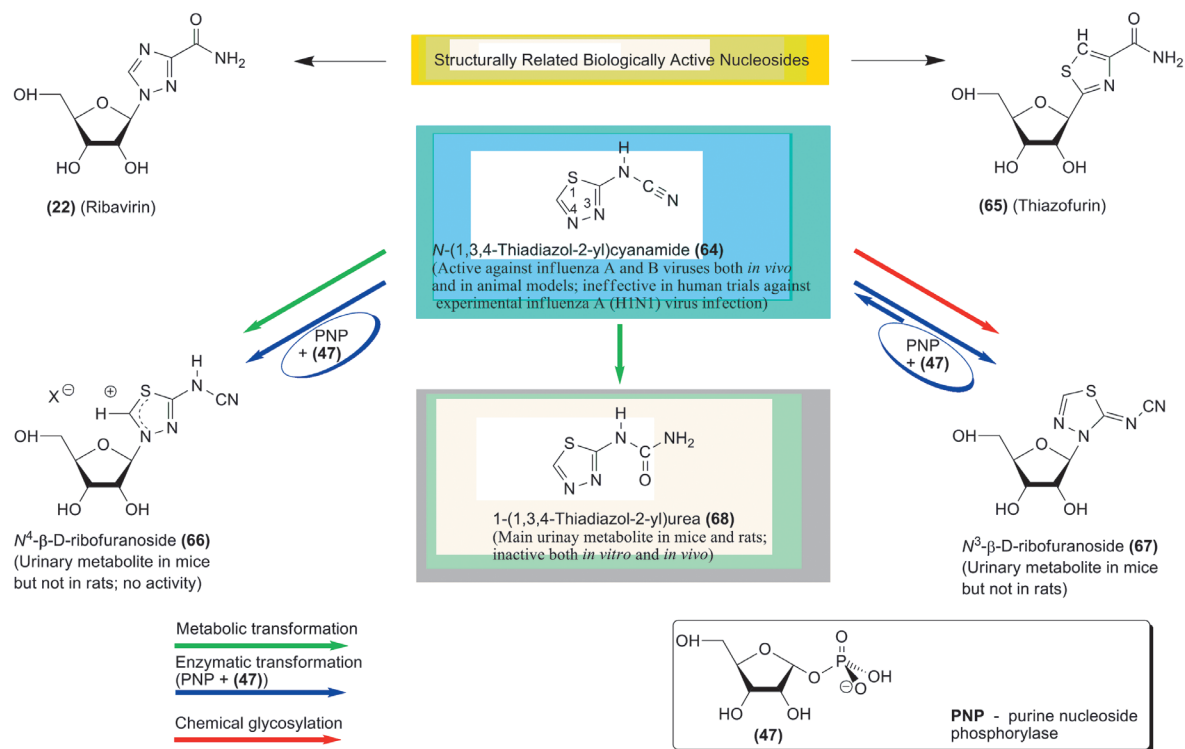 Structurally Related Biologically Active Nucleosides
O
N
NH2
N
N
OH
O
HO
OH
(22) (Ribavirin)
H
C
O
NH2
S
N
OH
O
HO
OH
(65) (Thiazofurin)
H
N
S
1
3
4
N
N
C
N
N-(1,3,4-Thiadiazol-2-yl)cyanamide (64)
(Active against influenza A and B viruses both in vivo
and in animal models; ineffective in human trials against
experimental influenza A (H1N1) virus infection)
PNP
+ (47)
PNP
+ (47)
X⊖
⊕
H
S
H
N
CN
N
N
OH
O
HO
OH
N4-β-D-ribofuranoside (66)
(Urinary metabolite in mice
but not in rats; no activity)
H
N
NH2
S
C
O
N
N
1-(1,3,4-Thiadiazol-2-yl)urea (68)
(Main urinay metabolite in mice and rats;
inactive both in vitro and in vivo)
S
CN
N
N
N
OH
O
HO
OH
N3-β-D-ribofuranoside (67)
(Urinary metabolite in mice
but not in rats)
Metabolic transformation
Enzymatic transformation
(PNP + (47))
Chemical glycosylation
OH
O
O
P
O
OH
O
⊖
HO
OH
(47)
PNP - purine nucleoside
phosphorylase